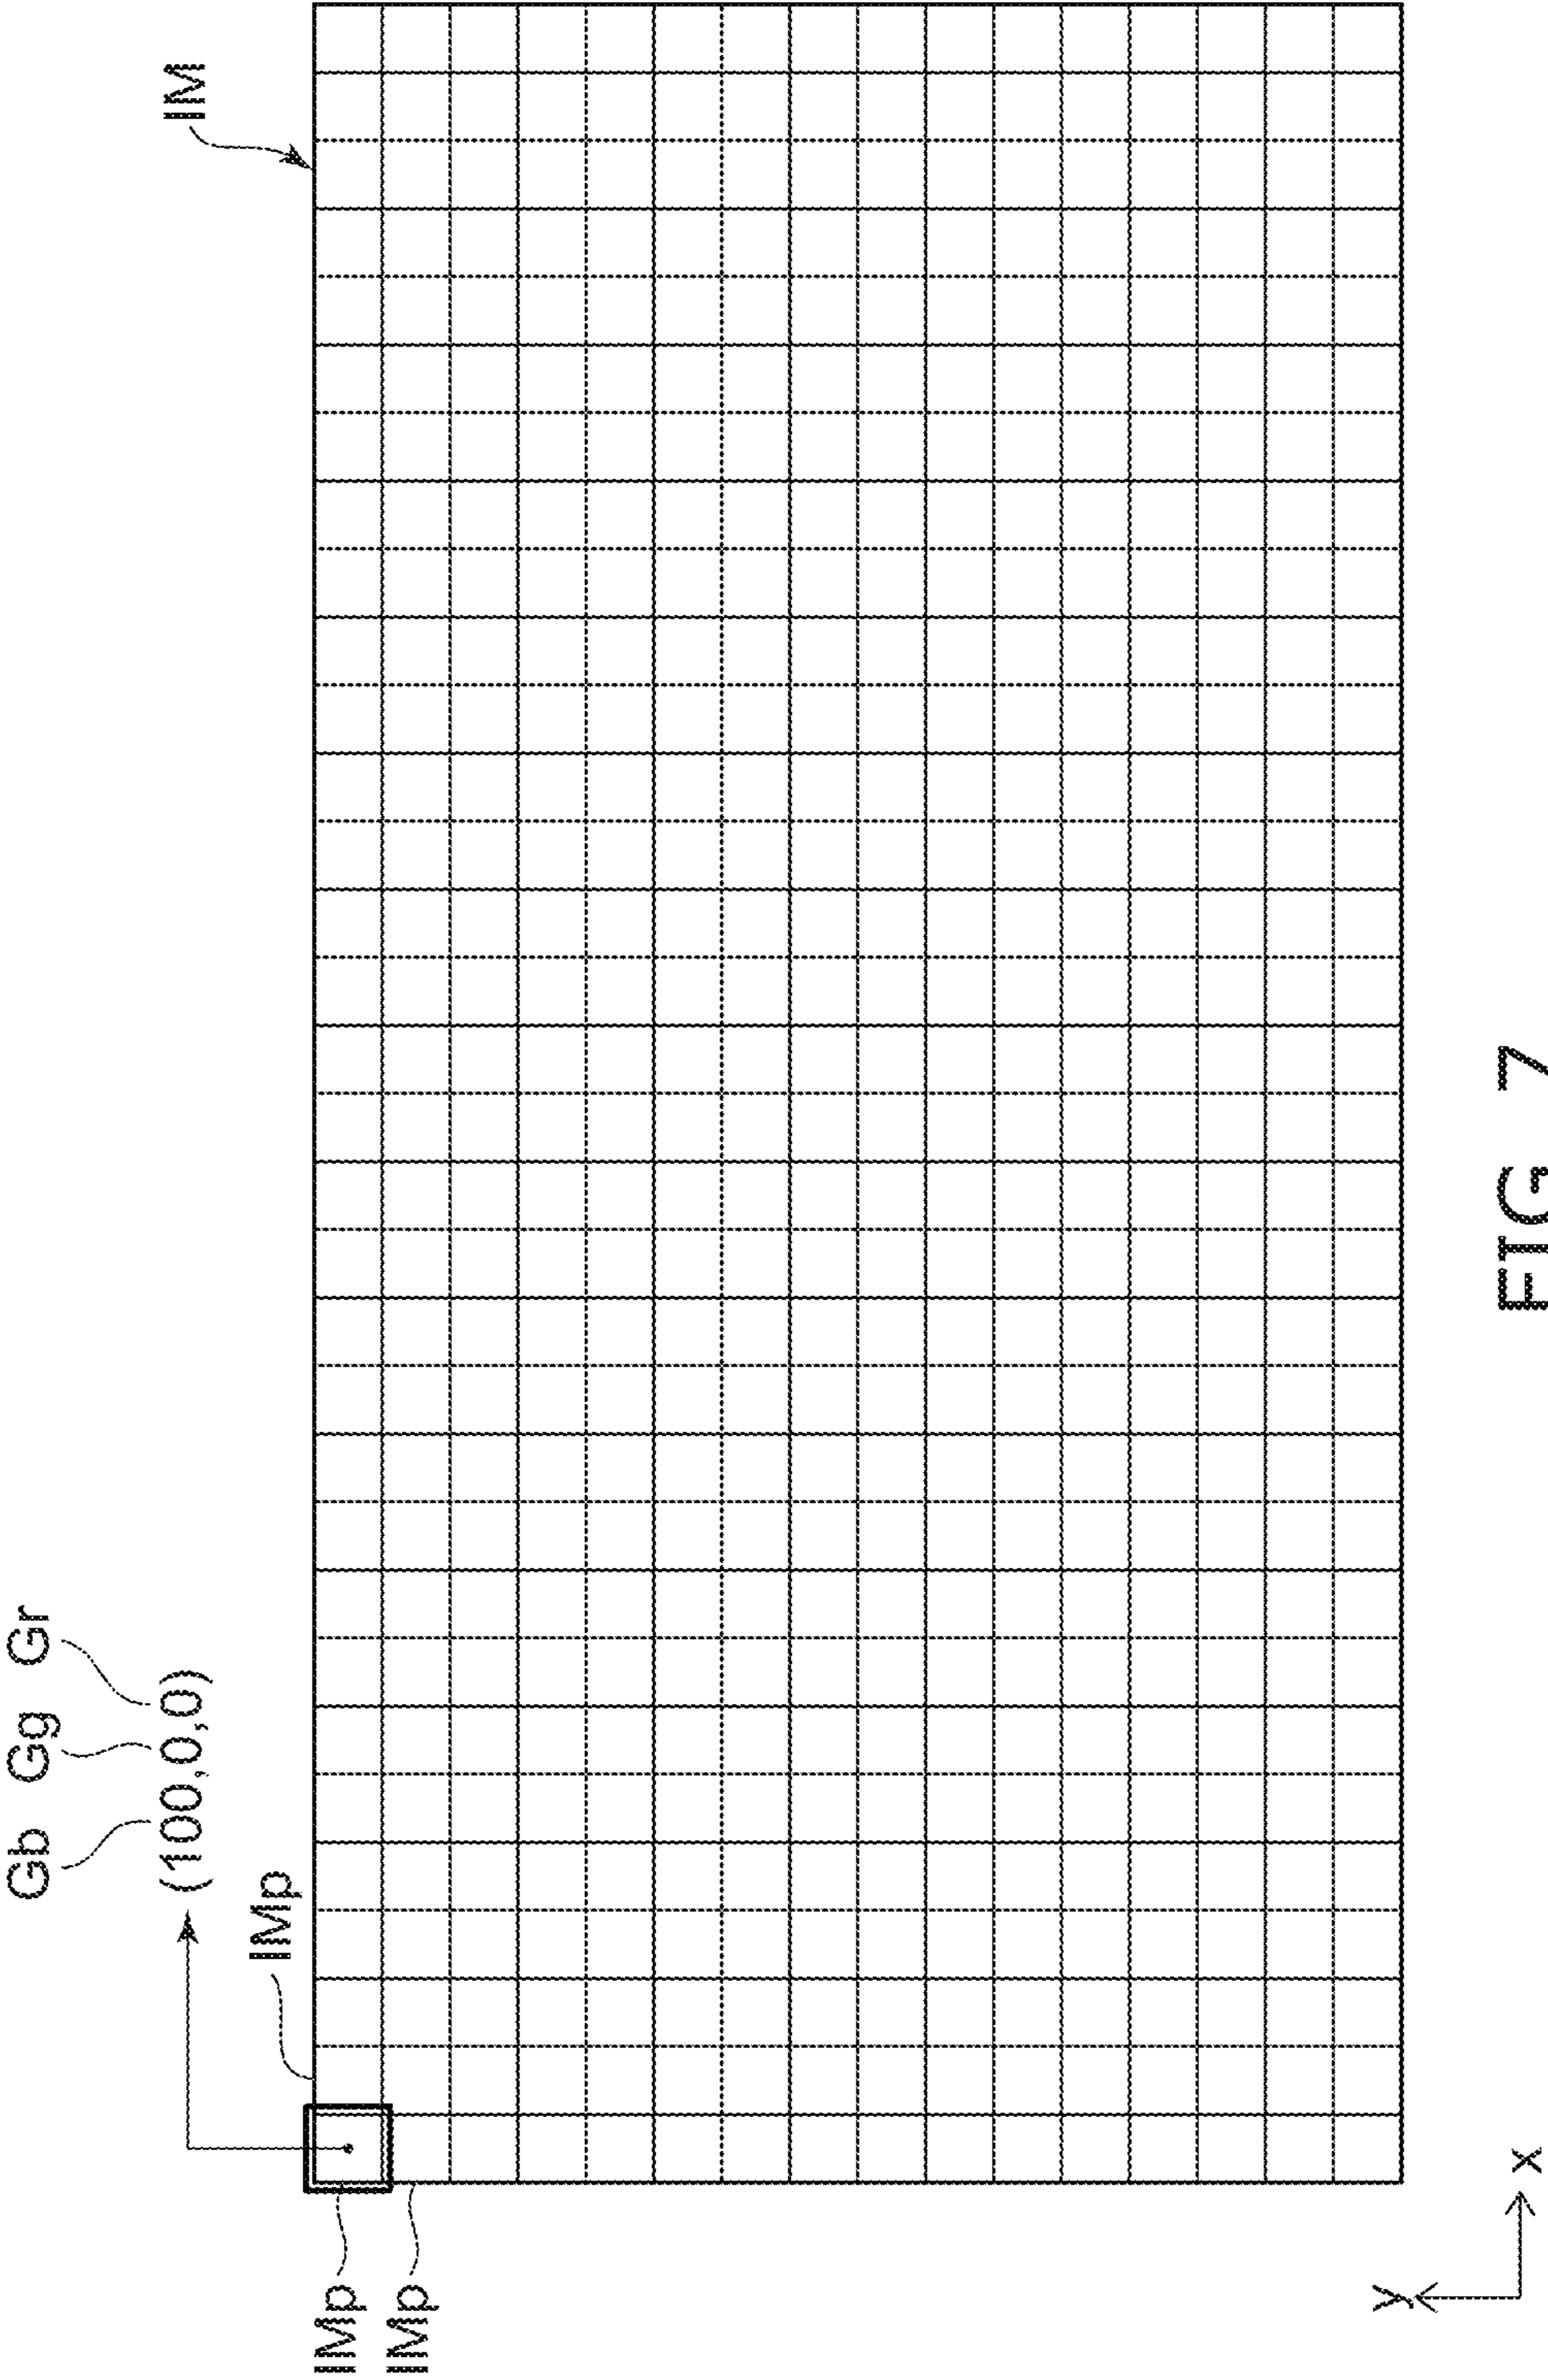 Gb Gg Gr
(100,0,0)
IM
IMp
IMp
IMp
y
x
FIG. 7